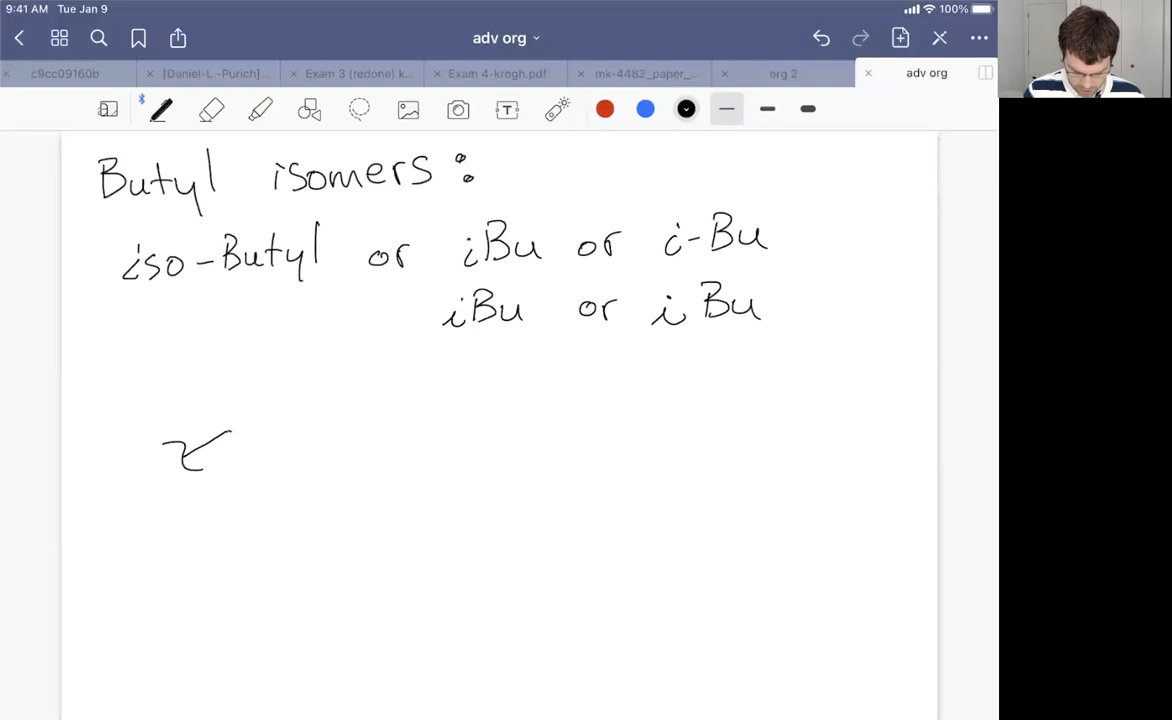 9:41 AM Tue Jan 9
100%
adv org
c9cc09160b
[Daniel-L.-Purich]...
Exam 3 (redone) k...
Exam 4-krogh.pdf
mk-4482_paper_...
org 2
adv org
Butyl isomers:
iso-Butyl or iBu or i-Bu
iBu or i Bu